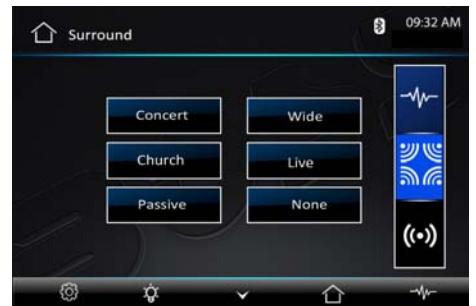 Surround
09:32 AM
Concert
Wide
Church
Live
Passive
None